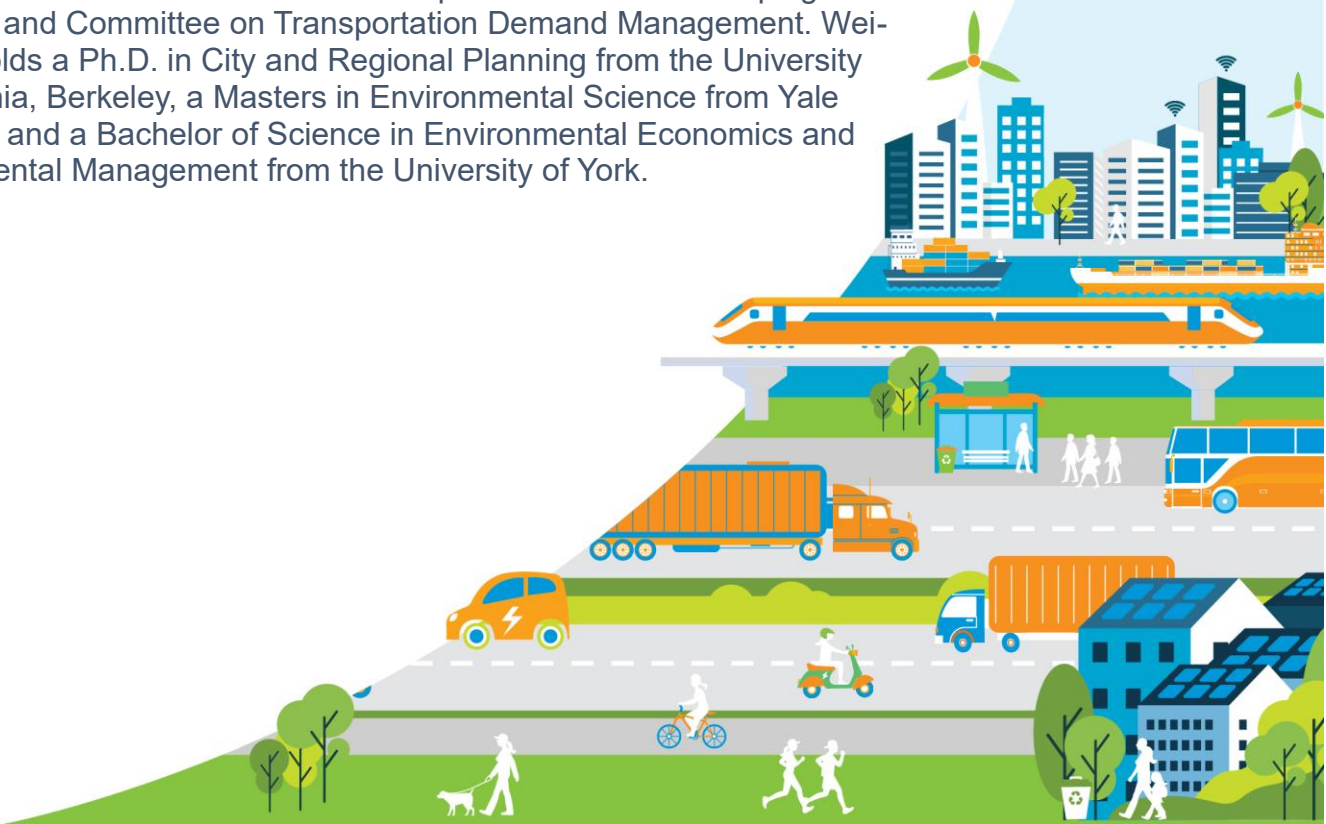 and Committee on Transportation Demand Management. Wei-
olds a Ph.D. in City and Regional Planning from the University
nia, Berkeley, a Masters in Environmental Science from Yale
and a Bachelor of Science in Environmental Economics and
ental Management from the University of York.